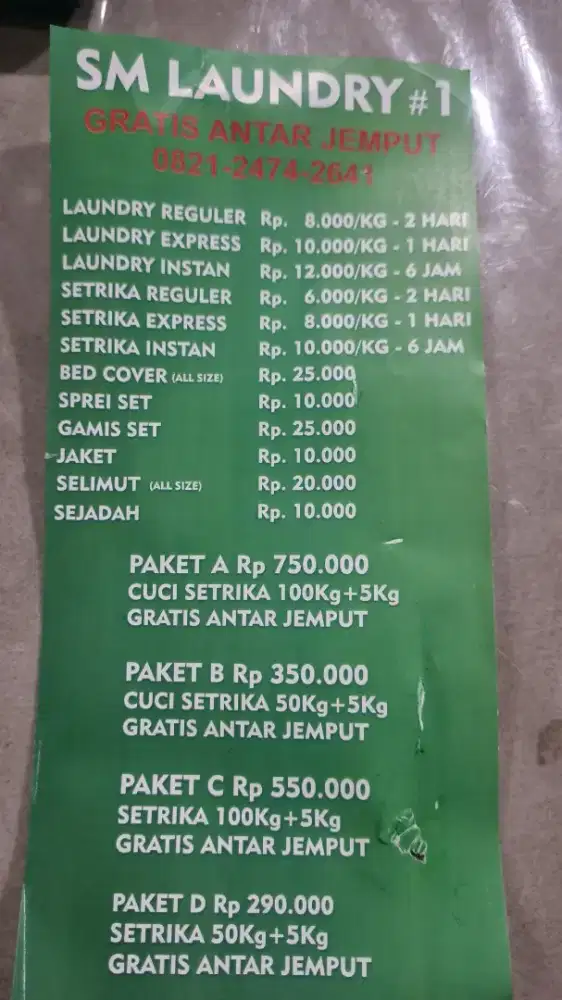 SM LAUNDRY #1
GRATIS ANTAR JEMPUT
0821-2474-2641
LAUNDRY REGULER Rp. 8.000/KG - 2 HARI
LAUNDRY EXPRESS Rp. 10.000/KG - 1 HARI
LAUNDRY INSTAN Rp. 12.000/KG - 6 JAM
SETRIKA REGULER Rp. 6.000/KG - 2 HARI
SETRIKA EXPRESS Rp. 8.000/KG - 1 HARI
SETRIKA INSTAN Rp. 10.000/KG - 6 JAM
BED COVER (ALL SIZE) Rp. 25.000
SPREI SET Rp. 10.000
GAMIS SET Rp. 25.000
JAKET Rp. 10.000
SELIMUT (ALL SIZE) Rp. 20.000
SEJADAH Rp. 10.000
PAKET A Rp 750.000
CUCI SETRIKA 100Kg+5Kg
GRATIS ANTAR JEMPUT
PAKET B Rp 350.000
CUCI SETRIKA 50Kg+5Kg
GRATIS ANTAR JEMPUT
PAKET C Rp 550.000
SETRIKA 100Kg+5Kg
GRATIS ANTAR JEMPUT
PAKET D Rp 290.000
SETRIKA 50Kg+5Kg
GRATIS ANTAR JEMPUT